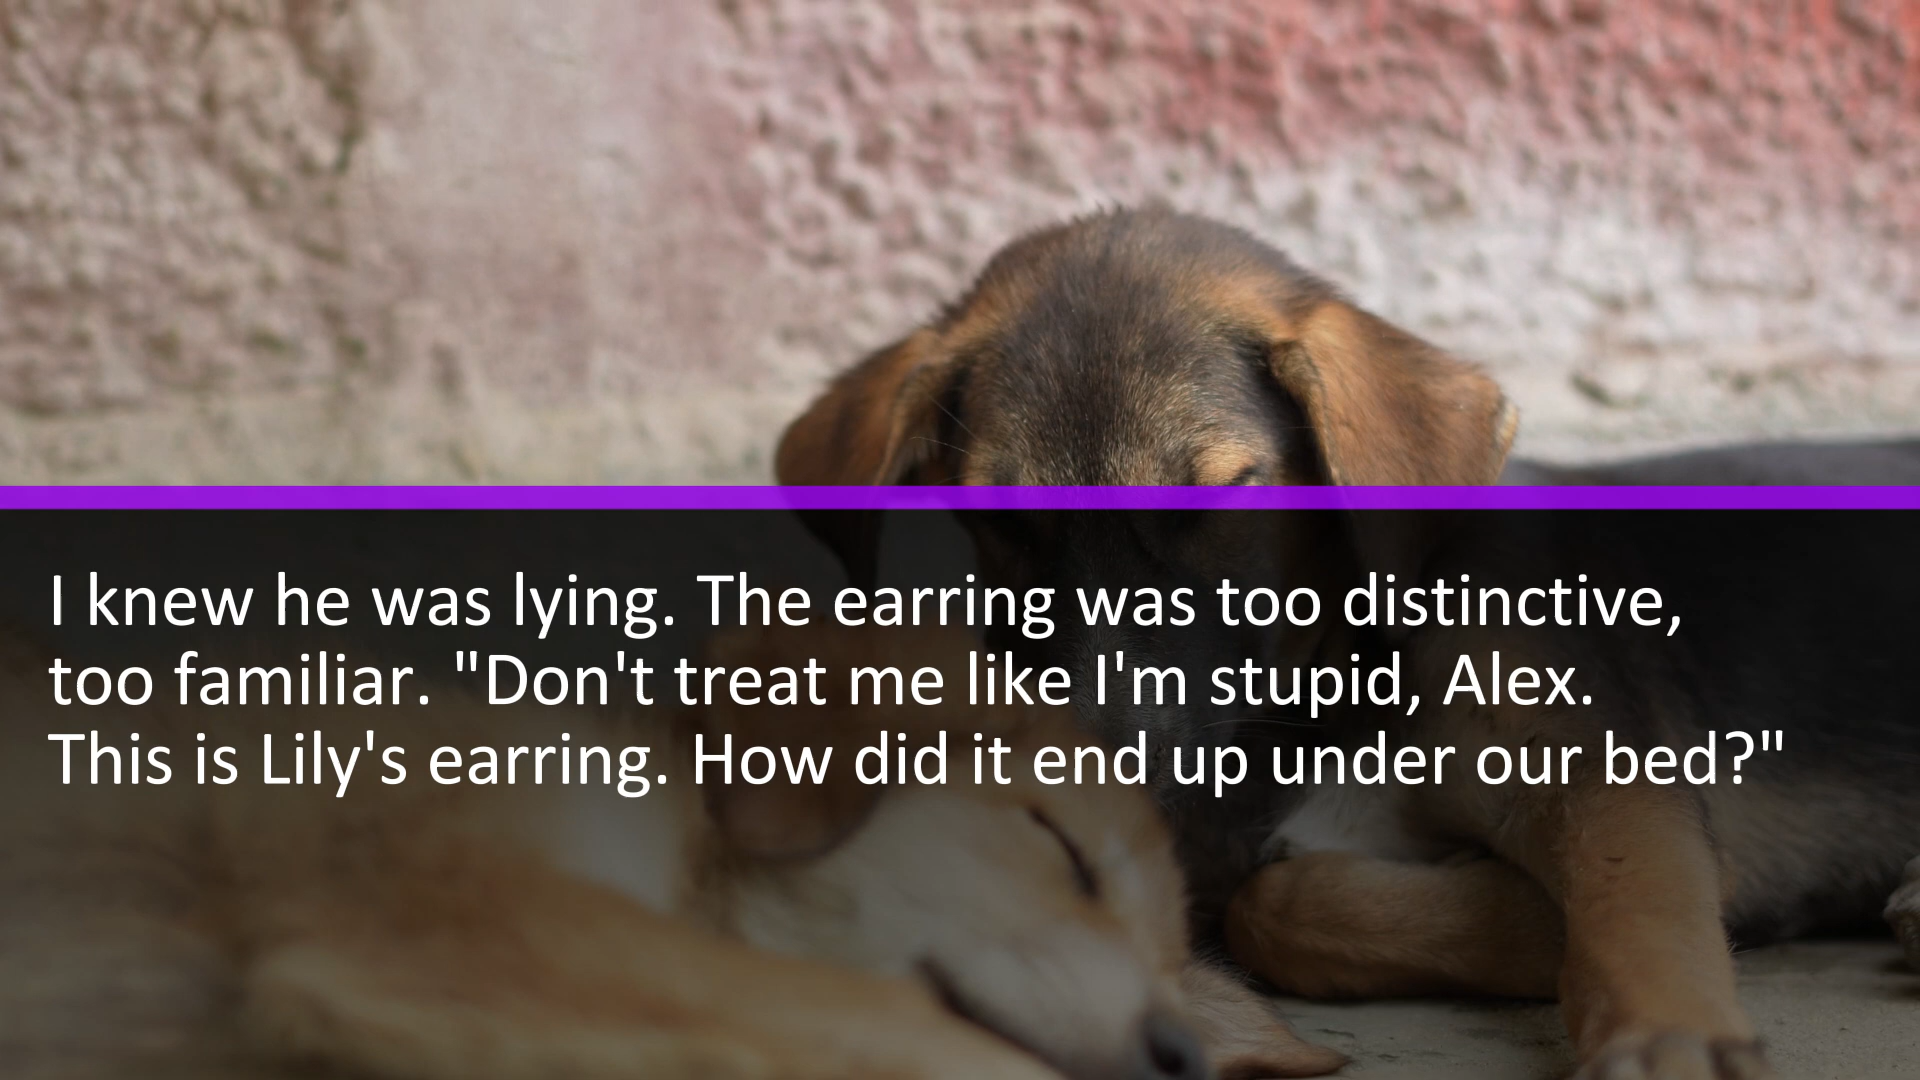 I knew he was lying. The earring was too distinctive,
too familiar. "Don't treat me like I'm stupid, Alex.
This is Lily's earring. How did it end up under our bed?"